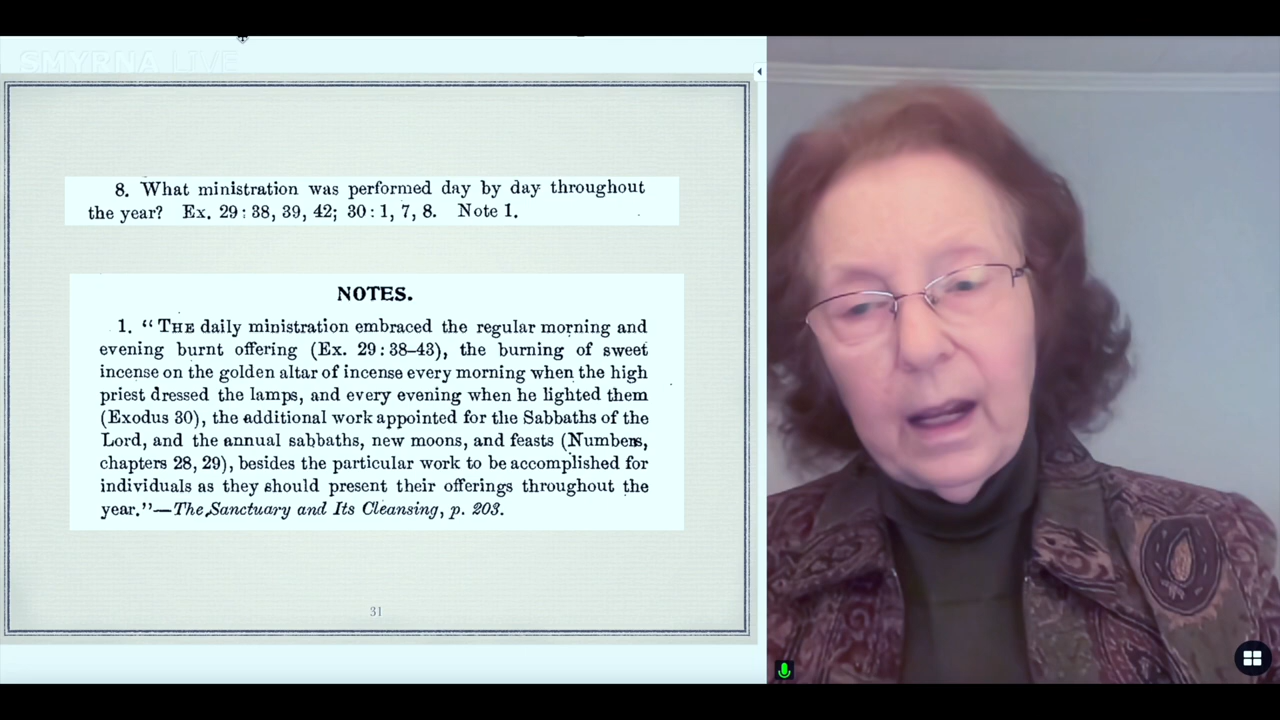 SMYRNA LIVE
8. What ministration was performed day by day throughout
the year? Ex. 29:38, 39, 42; 30:1, 7, 8. Note 1.
NOTES.
1. “THE daily ministration embraced the regular morning and
evening burnt offering (Ex. 29:38–43), the burning of sweet
incense on the golden altar of incense every morning when the high
priest dressed the lamps, and every evening when he lighted them
(Exodus 30), the additional work appointed for the Sabbaths of the
Lord, and the annual sabbaths, new moons, and feasts (Numbers,
chapters 28, 29), besides the particular work to be accomplished for
individuals as they should present their offerings throughout the
year.”—The Sanctuary and Its Cleansing, p. 203.
31